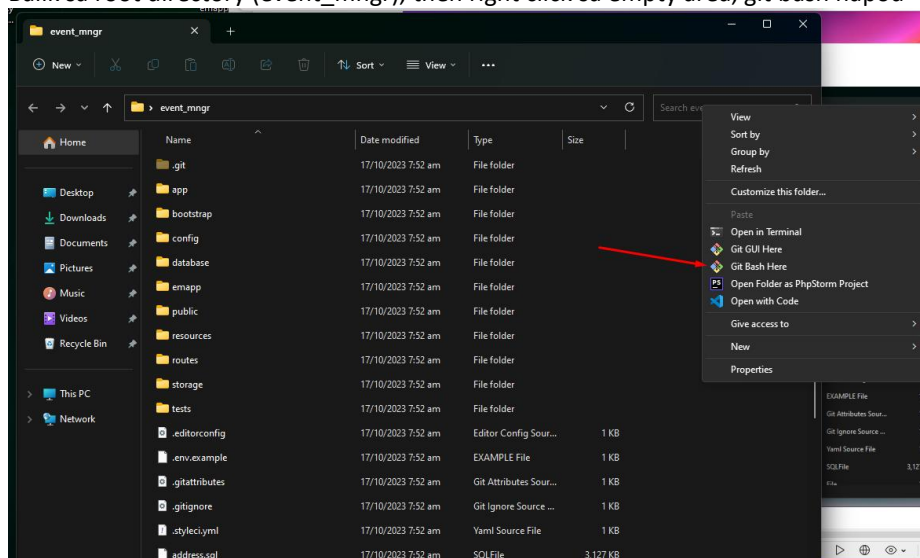 event_mngr
New
Sort
View
event_mngr
Home
Name
Date modified
Type
Size
.git 17/10/2023 7:52 am File folder
Desktop
app 17/10/2023 7:52 am File folder
Downloads
bootstrap 17/10/2023 7:52 am File folder
Documents
config 17/10/2023 7:52 am File folder
Pictures
database 17/10/2023 7:52 am File folder
Music
emapp 17/10/2023 7:52 am File folder
Videos
public 17/10/2023 7:52 am File folder
Recycle Bin
resources 17/10/2023 7:52 am File folder
routes 17/10/2023 7:52 am File folder
This PC
storage 17/10/2023 7:52 am File folder
Network
tests 17/10/2023 7:52 am File folder
.editorconfig 17/10/2023 7:52 am Editor Config Sour... 1 KB
.env.example 17/10/2023 7:52 am EXAMPLE File 1 KB
.gitattributes 17/10/2023 7:52 am Git Attributes Sour... 1 KB
.gitignore 17/10/2023 7:52 am Git Ignore Source ... 1 KB
.styleci.yml 17/10/2023 7:52 am Yaml Source File 1 KB
address.sql 17/10/2023 7:52 am SQL File 3,127 KB
View
Sort by
Group by
Refresh
Customize this folder...
Paste
Open in Terminal
Git GUI Here
Git Bash Here
Open Folder as PhpStorm Project
Open with Code
Give access to
New
Properties
EXAMPLE File
Git Attributes Sour...
Git Ignore Source ...
Yaml Source File
SQL File